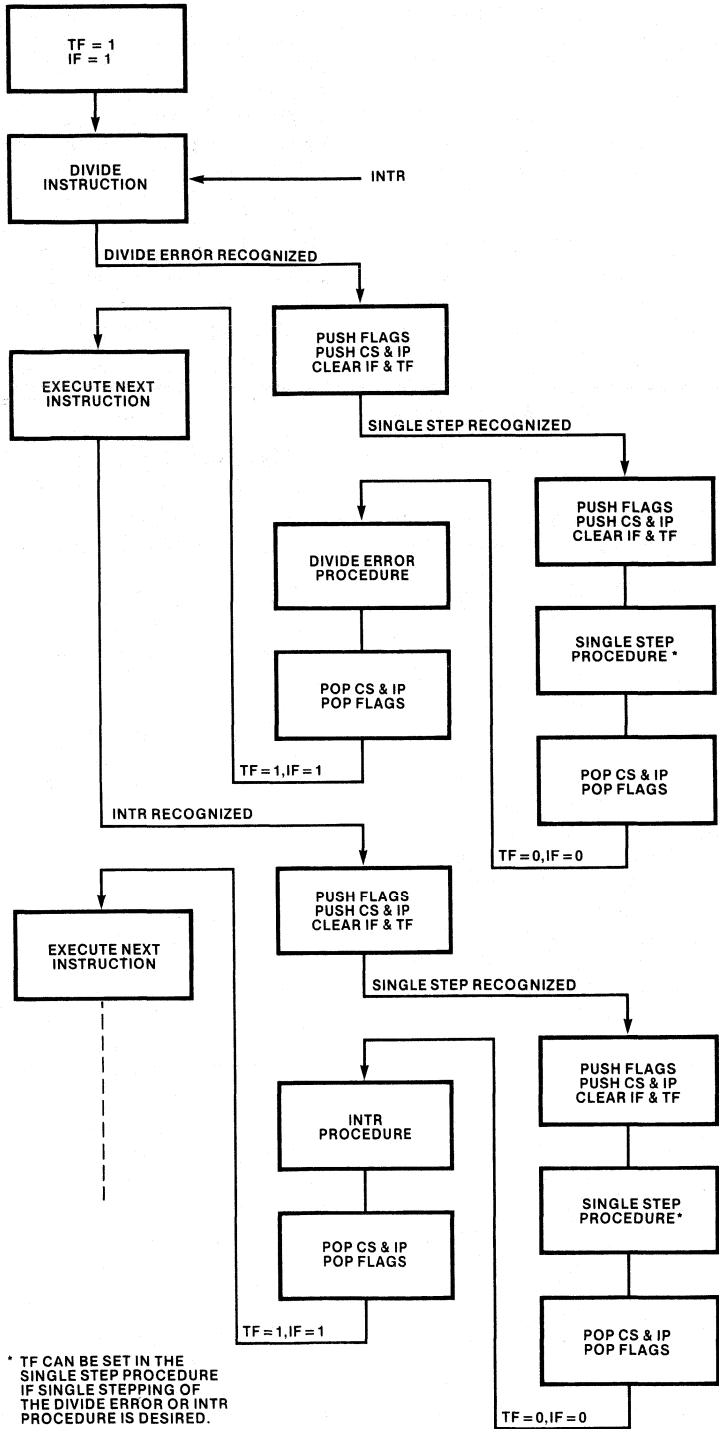 TF = 1
IF = 1
DIVIDE
INSTRUCTION
INTR
DIVIDE ERROR RECOGNIZED
PUSH FLAGS
PUSH CS & IP
CLEAR IF & TF
EXECUTE NEXT
INSTRUCTION
SINGLE STEP RECOGNIZED
PUSH FLAGS
PUSH CS & IP
CLEAR IF & TF
DIVIDE ERROR
PROCEDURE
SINGLE STEP
PROCEDURE *
POP CS & IP
POP FLAGS
POP CS & IP
POP FLAGS
TF = 1, IF = 1
INTR RECOGNIZED
TF = 0, IF = 0
PUSH FLAGS
PUSH CS & IP
CLEAR IF & TF
EXECUTE NEXT
INSTRUCTION
SINGLE STEP RECOGNIZED
PUSH FLAGS
PUSH CS & IP
CLEAR IF & TF
INTR
PROCEDURE
SINGLE STEP
PROCEDURE*
POP CS & IP
POP FLAGS
POP CS & IP
POP FLAGS
TF = 1, IF = 1
* TF CAN BE SET IN THE
SINGLE STEP PROCEDURE
IF SINGLE STEPPING OF
THE DIVIDE ERROR OR INTR
PROCEDURE IS DESIRED.
TF = 0, IF = 0